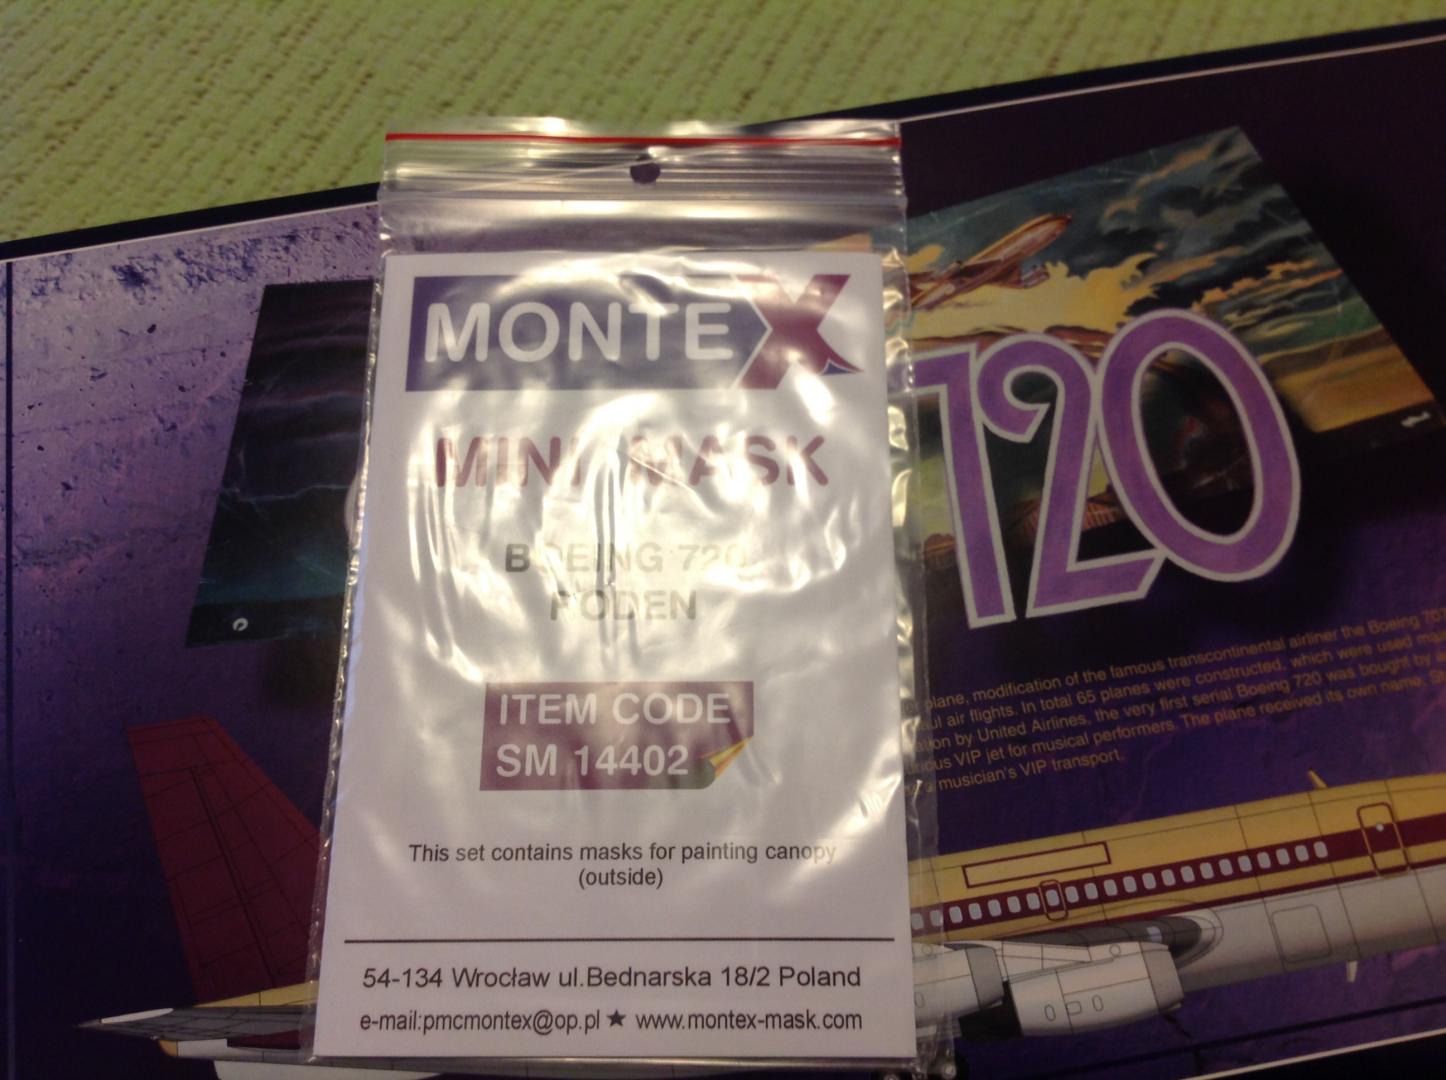 MONTEX
MINI MASK
BOEING 720
RODEN
ITEM CODE
SM 14402
This set contains masks for painting canopy
(outside)
54-134 Wrocław ul.Bednarska 18/2 Poland
e-mail:pmcmontex@op.pl ★ www.montex-mask.com
720
plane, modification of the famous transcontinental airliner the Boeing
air flights. In total 65 planes were constructed, which were used
by United Airlines, the very first serial Boeing 720 was bought by
VIP jet for musical performers. The plane received its own name,
musician's VIP transport.